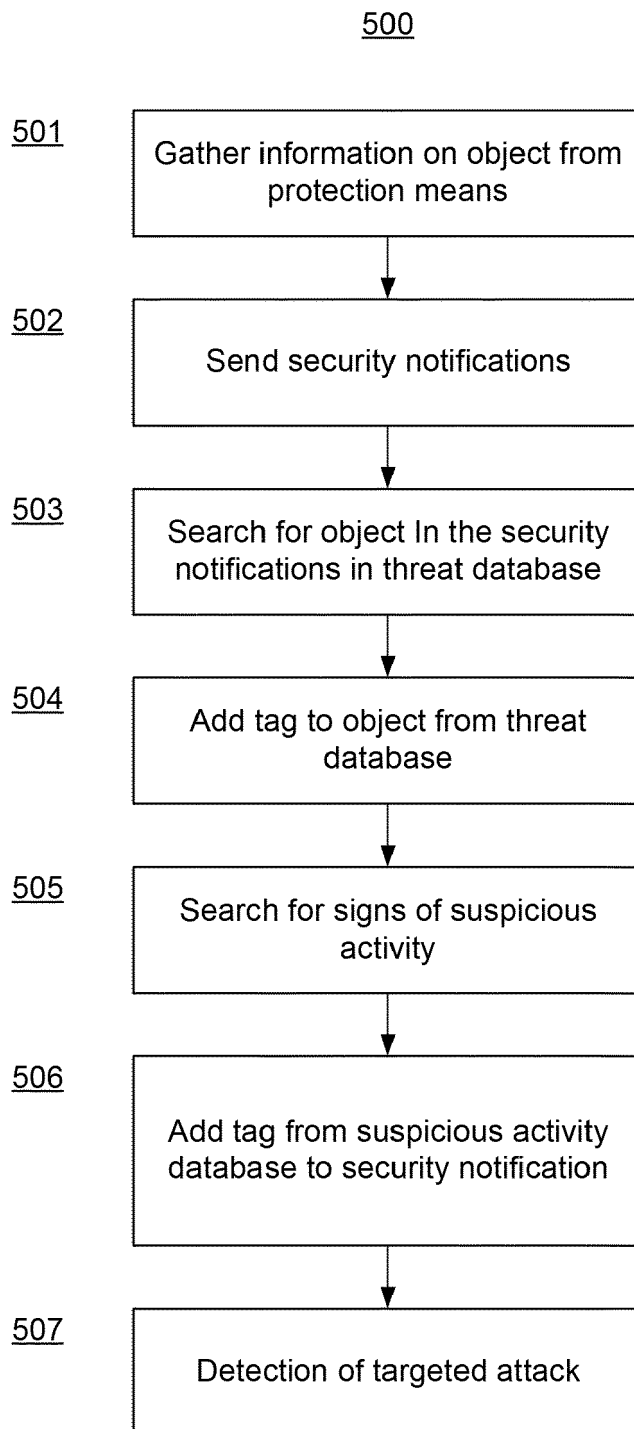 500
501
Gather information on object from
protection means
502
Send security notifications
503
Search for object In the security
notifications in threat database
504
Add tag to object from threat
database
505
Search for signs of suspicious
activity
506
Add tag from suspicious activity
database to security notification
507
Detection of targeted attack